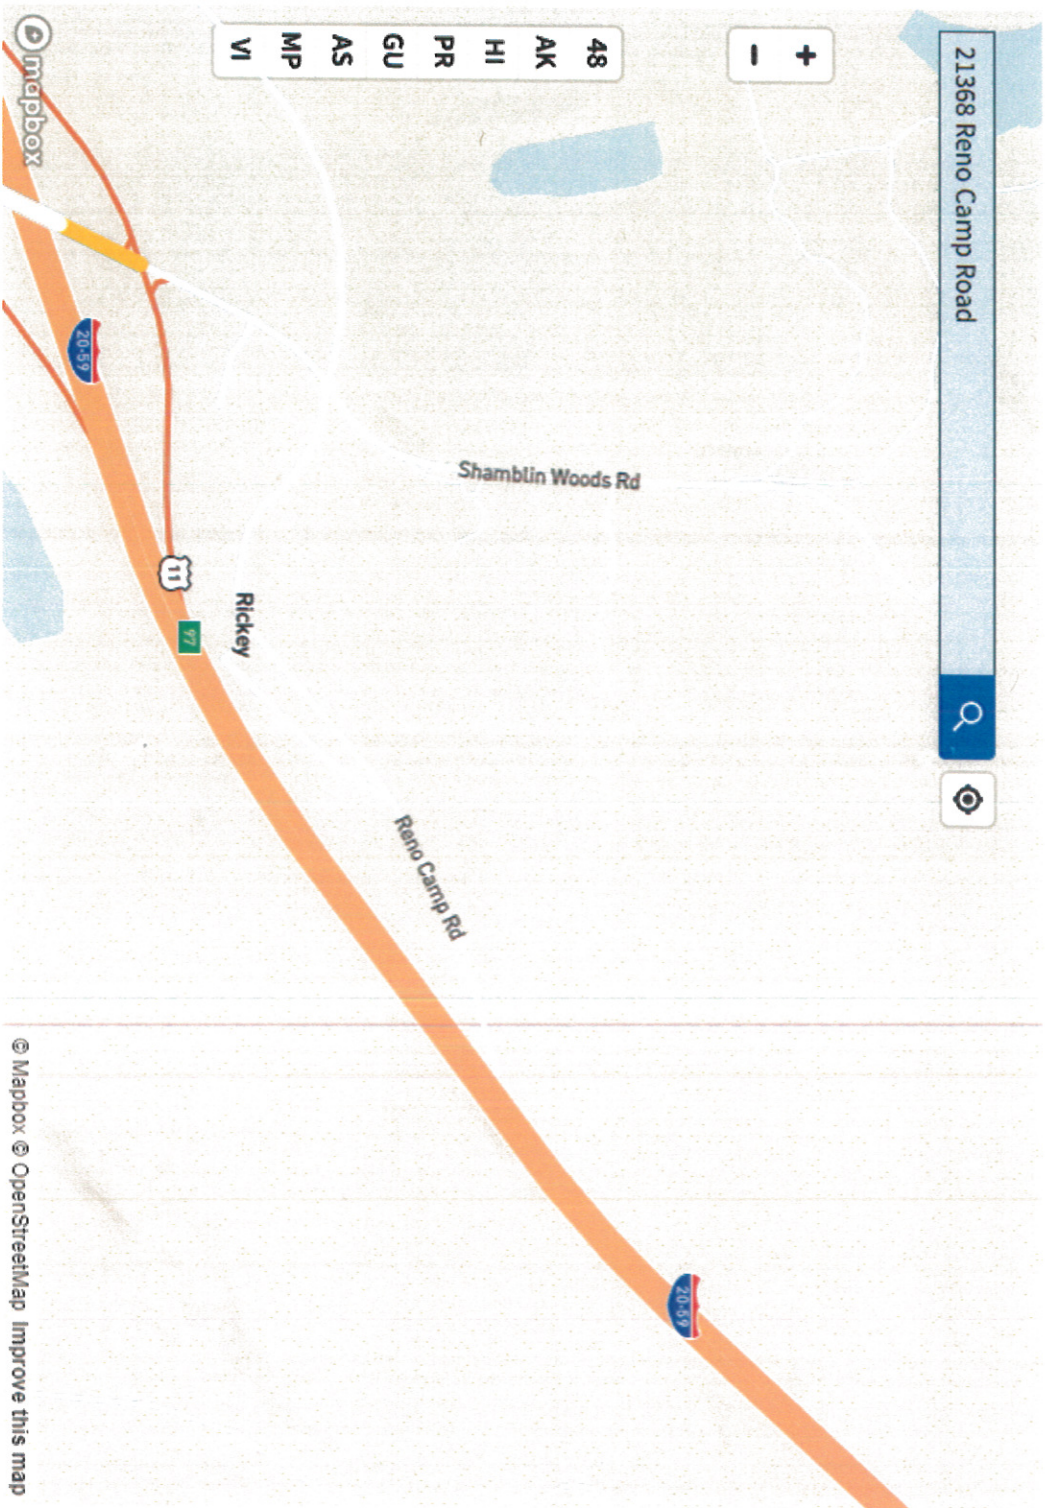 21368 Reno Camp Road
+
−
48
AK
HI
PR
GU
AS
MP
VI
Shamblin Woods Rd
Reno Camp Rd
Rickey
20-59
11
97
20-59
mapbox
© Mapbox © OpenStreetMap Improve this map